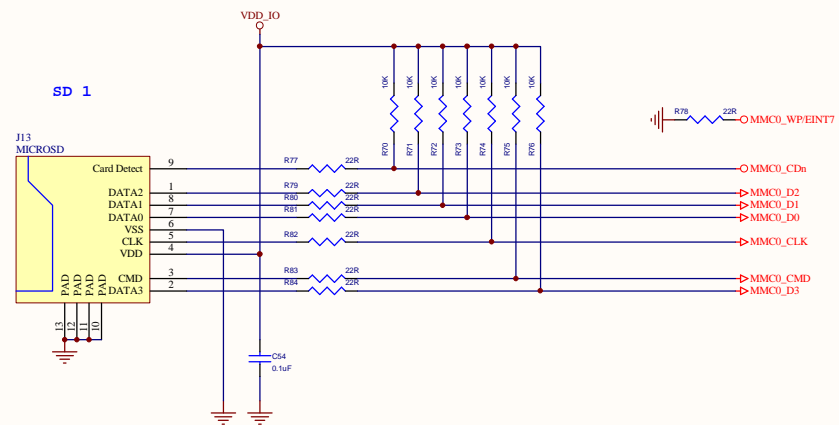 VDD_IO
SD 1
10K 10K 10K 10K 10K 10K 10K
R70 R71 R72 R73 R74 R75 R76
R78 22R MMC0_WP/EINT7
J13
MICROSD
Card Detect 9 R77 22R MMC0_CDn
DATA2 1 R79 22R MMC0_D2
DATA1 8 R80 22R MMC0_D1
DATA0 7 R81 22R MMC0_D0
VSS 6
CLK 5 R82 22R MMC0_CLK
VDD 4
CMD 3 R83 22R MMC0_CMD
DATA3 2 R84 22R MMC0_D3
PAD PAD PAD PAD
13 12 11 10
C54
0.1uF